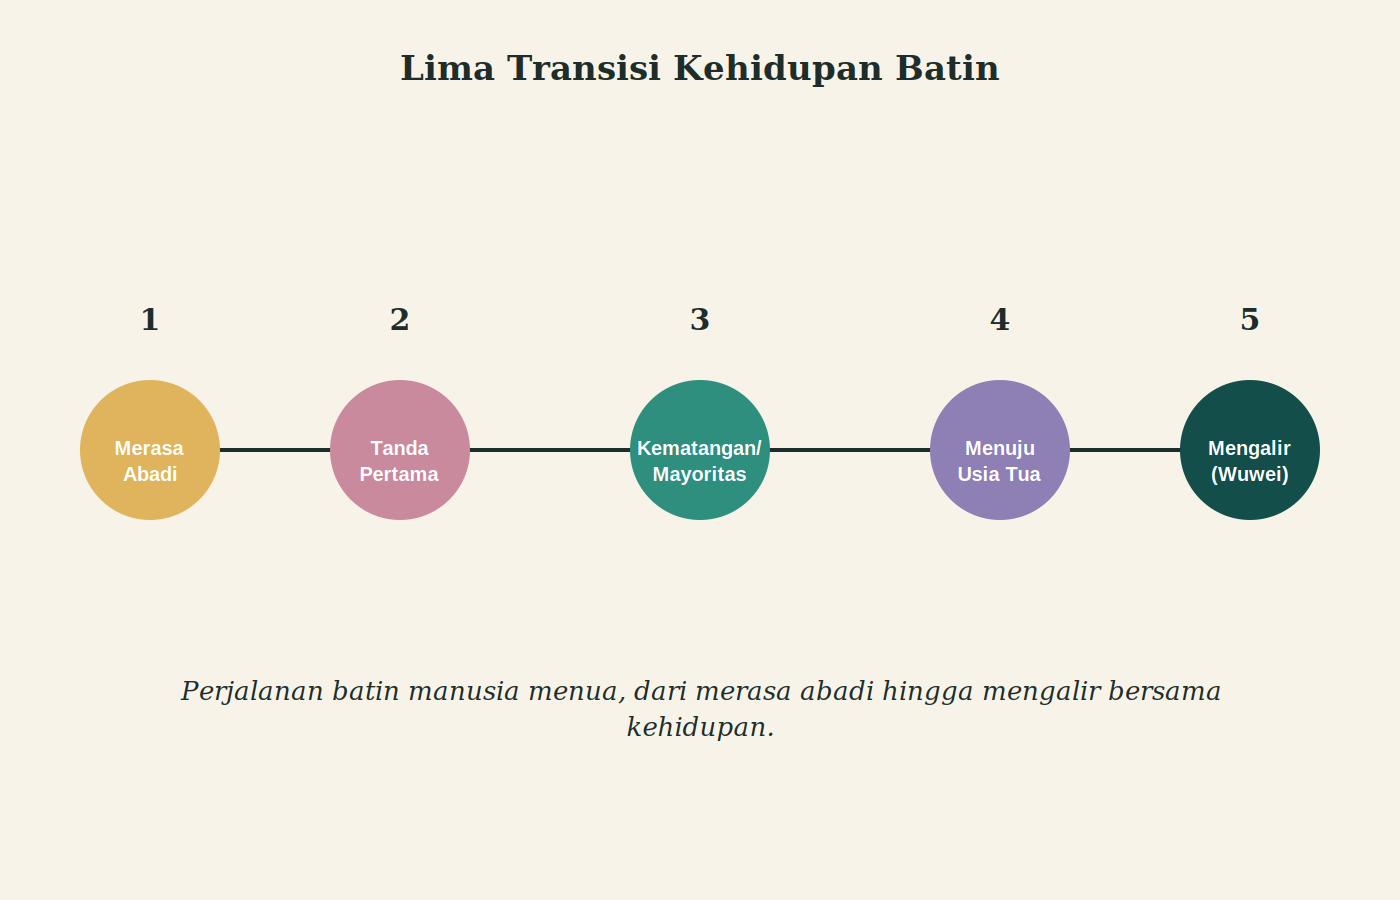 Lima Transisi Kehidupan Batin
1
2
3
4
5
Merasa
Abadi
Tanda
Pertama
Kematangan/
Mayoritas
Menuju
Usia Tua
Mengalir
(Wuwei)
Perjalanan batin manusia menua, dari merasa abadi hingga mengalir bersama
kehidupan.